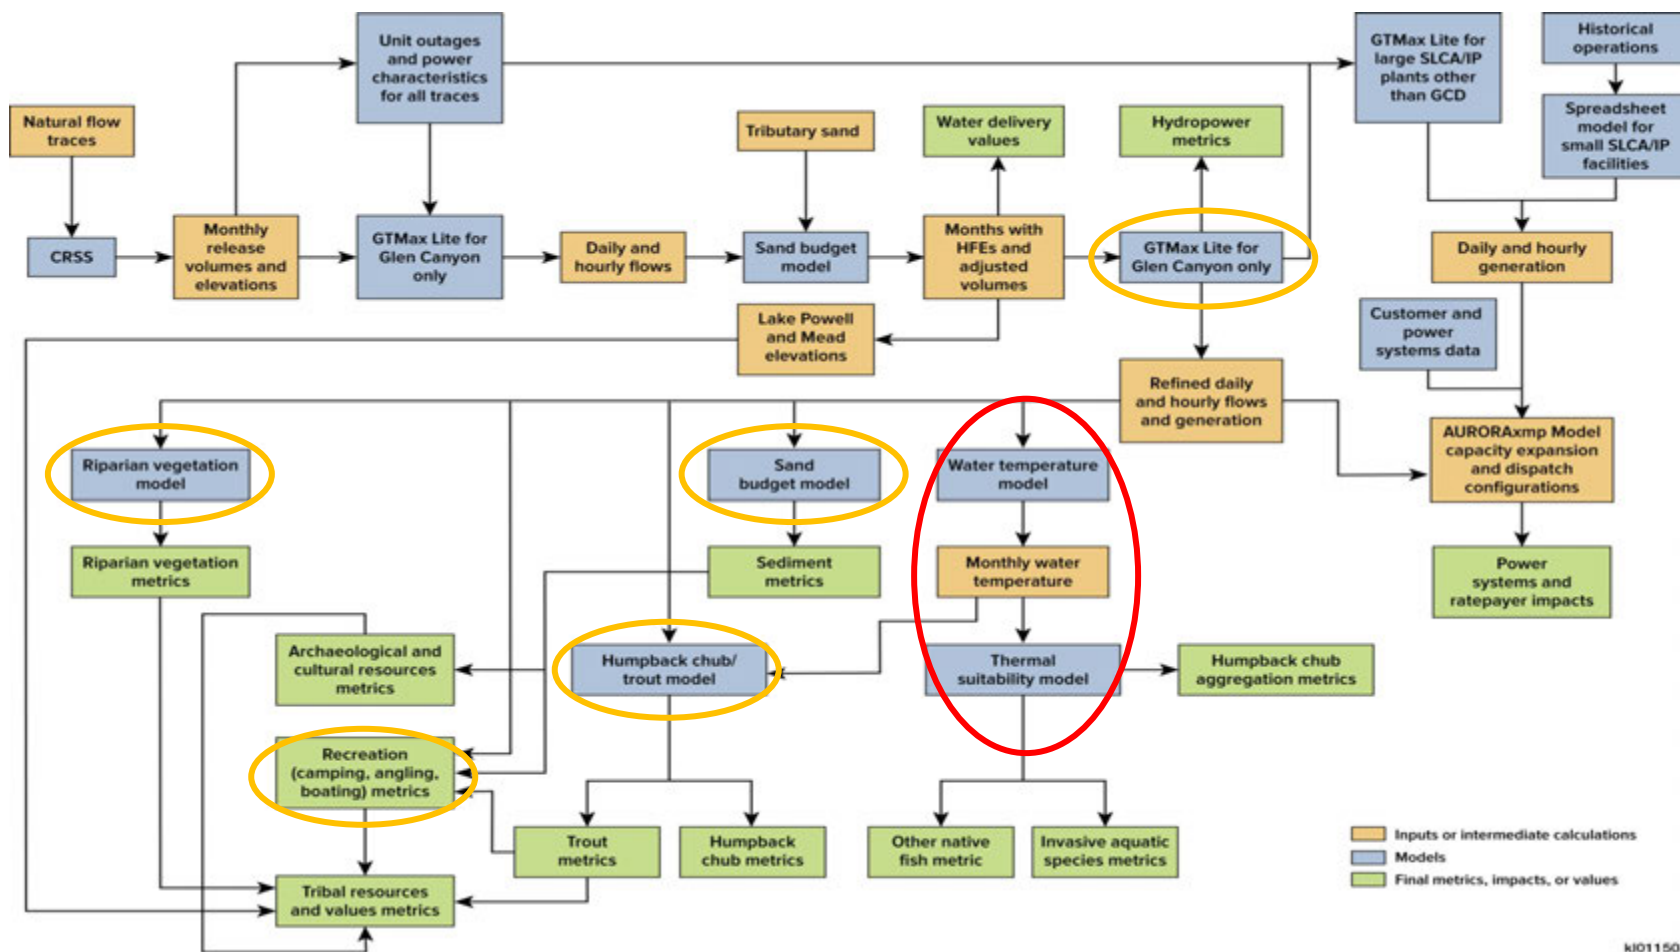 Unit outages
and power
characteristics
for all traces
GTMax Lite for
large SLCA/IP
plants other
than GCD
Historical
operations
Natural flow
traces
Tributary sand
Water delivery
values
Hydropower
metrics
Spreadsheet
model for
small SLCA/IP
facilities
CRSS
Monthly
release
volumes and
elevations
GTMax Lite for
Glen Canyon
only
Daily and
hourly flows
Sand budget
model
Months with
HFEs and
adjusted
volumes
GTMax Lite for
Glen Canyon only
Daily and hourly
generation
Lake Powell
and Mead
elevations
Customer and
power
systems data
Refined daily
and hourly flows
and generation
AURORAxmp Model
capacity expansion
and dispatch
configurations
Riparian vegetation
model
Sand
budget model
Water temperature
model
Riparian vegetation
metrics
Sediment
metrics
Monthly water
temperature
Power
systems and
ratepayer impacts
Archaeological and
cultural resources
metrics
Humpback chub/
trout model
Thermal
suitability model
Humpback chub
aggregation metrics
Recreation
(camping, angling,
boating) metrics
Trout
metrics
Humpback
chub metrics
Other native
fish metric
Invasive aquatic
species metrics
Tribal resources
and values metrics
Inputs or intermediate calculations
Models
Final metrics, impacts, or values